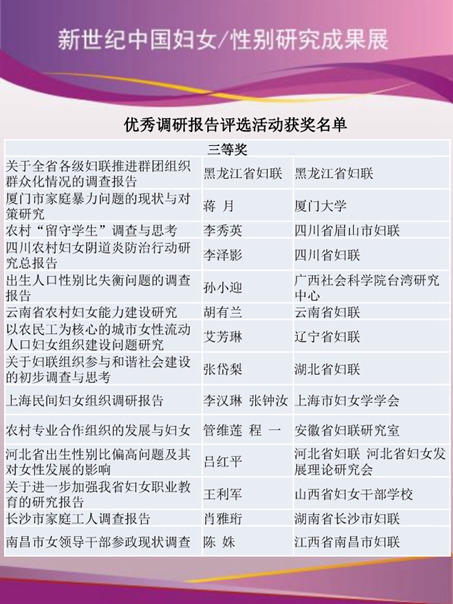 新世纪中国妇女/性别研究成果展
优秀调研报告评选活动获奖名单
三等奖
关于全省各级妇联推进群团组织
群众化情况的调查报告
黑龙江省妇联
黑龙江省妇联
厦门市家庭暴力问题的现状与对
策研究
蒋 月
厦门大学
农村“留守学生”调查与思考
李秀英
四川省眉山市妇联
四川农村妇女阴道炎防治行动研
究总报告
李泽影
四川省妇联
出生人口性别比失衡问题的调查
报告
孙小迎
广西社会科学院台湾研究
中心
云南省农村妇女能力建设研究
胡有兰
云南省妇联
以农民工为核心的城市女性流动
人口妇女组织建设问题研究
艾芳琳
辽宁省妇联
关于妇联组织参与和谐社会建设
的初步调查与思考
张岱梨
湖北省妇联
上海民间妇女组织调研报告
李汉琳 张钟汝
上海市妇女学学会
农村专业合作组织的发展与妇女
管维莲 程 一
安徽省妇联研究室
河北省出生性别比偏高问题及其
对女性发展的影响
吕红平
河北省妇联 河北省妇女发
展理论研究会
关于进一步加强我省妇女职业教
育的研究报告
王利军
山西省妇女干部学校
长沙市家庭工人调查报告
肖雅珩
湖南省长沙市妇联
南昌市女领导干部参政现状调查
陈 姝
江西省南昌市妇联